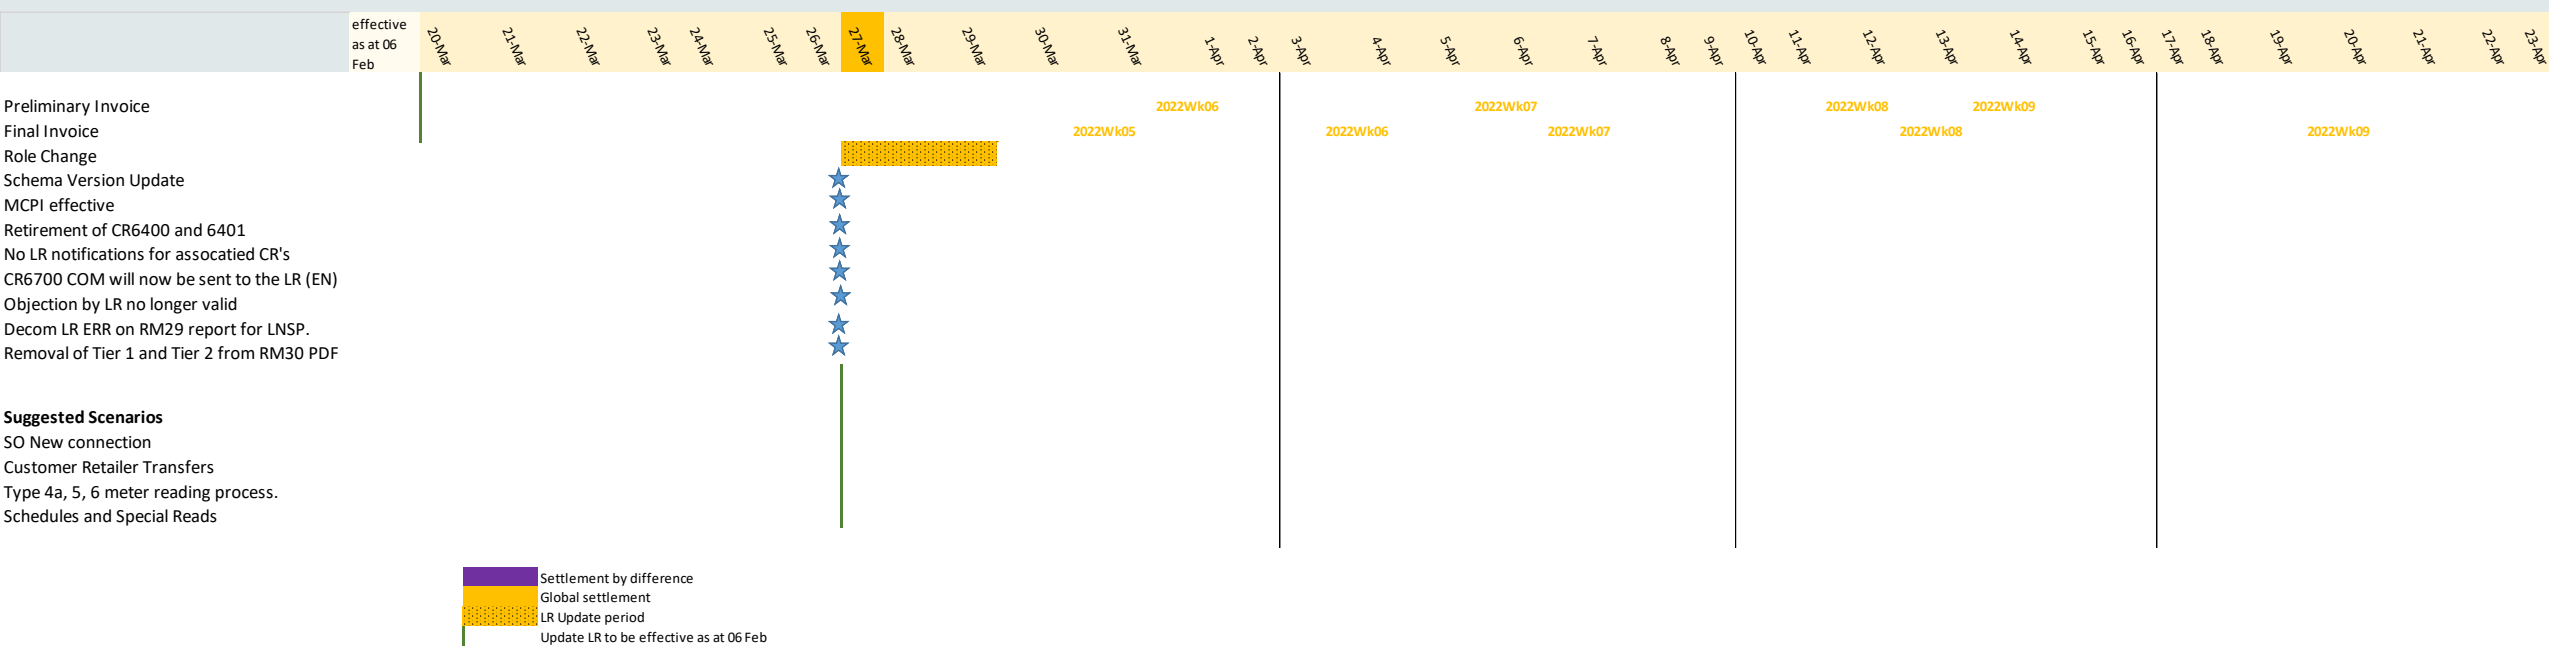 effective
as at 06
Feb
20-Mar 21-Mar 22-Mar 23-Mar 24-Mar 25-Mar 26-Mar 27-Mar 28-Mar 29-Mar 30-Mar 31-Mar 1-Apr 2-Apr 3-Apr 4-Apr 5-Apr 6-Apr 7-Apr 8-Apr 9-Apr 10-Apr 11-Apr 12-Apr 13-Apr 14-Apr 15-Apr 16-Apr 17-Apr 18-Apr 19-Apr 20-Apr 21-Apr 22-Apr 23-Apr
Preliminary Invoice 2022Wk06 2022Wk07 2022Wk08 2022Wk09
Final Invoice 2022Wk05 2022Wk06 2022Wk07 2022Wk08 2022Wk09
Role Change
Schema Version Update
MCPI effective
Retirement of CR6400 and 6401
No LR notifications for assocatied CR's
CR6700 COM will now be sent to the LR (EN)
Objection by LR no longer valid
Decom LR ERR on RM29 report for LNSP.
Removal of Tier 1 and Tier 2 from RM30 PDF
Suggested Scenarios
SO New connection
Customer Retailer Transfers
Type 4a, 5, 6 meter reading process.
Schedules and Special Reads
Settlement by difference
Global settlement
LR Update period
Update LR to be effective as at 06 Feb